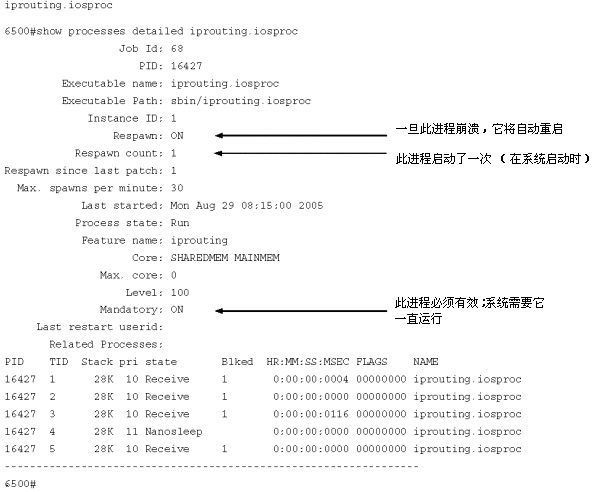 iprouting.iosproc
6500#show processes detailed iprouting.iosproc
Job Id: 68
PID: 16427
Executable name: iprouting.iosproc
Executable Path: sbin/iprouting.iosproc
Instance ID: 1
Respawn: ON
一旦此进程崩溃，它将自动重启
Respawn count: 1
此进程启动了一次（在系统启动时）
Respawn since last patch: 1
Max. spawns per minute: 30
Last started: Mon Aug 29 08:15:00 2005
Process state: Run
Feature name: iprouting
Core: SHAREDMEM MAINMEM
Max. core: 0
Level: 100
Mandatory: ON
此进程必须有效;系统需要它
一直运行
Last restart userid:
Related Processes:
PID TID Stack pri state Blked HR:MM:SS:MSEC FLAGS NAME
16427 1 28K 10 Receive 1 0:00:00:0004 00000000 iprouting.iosproc
16427 2 28K 10 Receive 1 0:00:00:0000 00000000 iprouting.iosproc
16427 3 28K 10 Receive 1 0:00:00:0116 00000000 iprouting.iosproc
16427 4 28K 11 Nanosleep 0:00:00:0000 00000000 iprouting.iosproc
16427 5 28K 10 Receive 1 0:00:00:0000 00000000 iprouting.iosproc
---------------------------------------------------------------
6500#